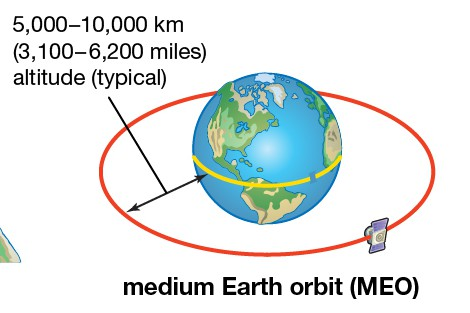 5,000–10,000 km
(3,100–6,200 miles)
altitude (typical)
medium Earth orbit (MEO)